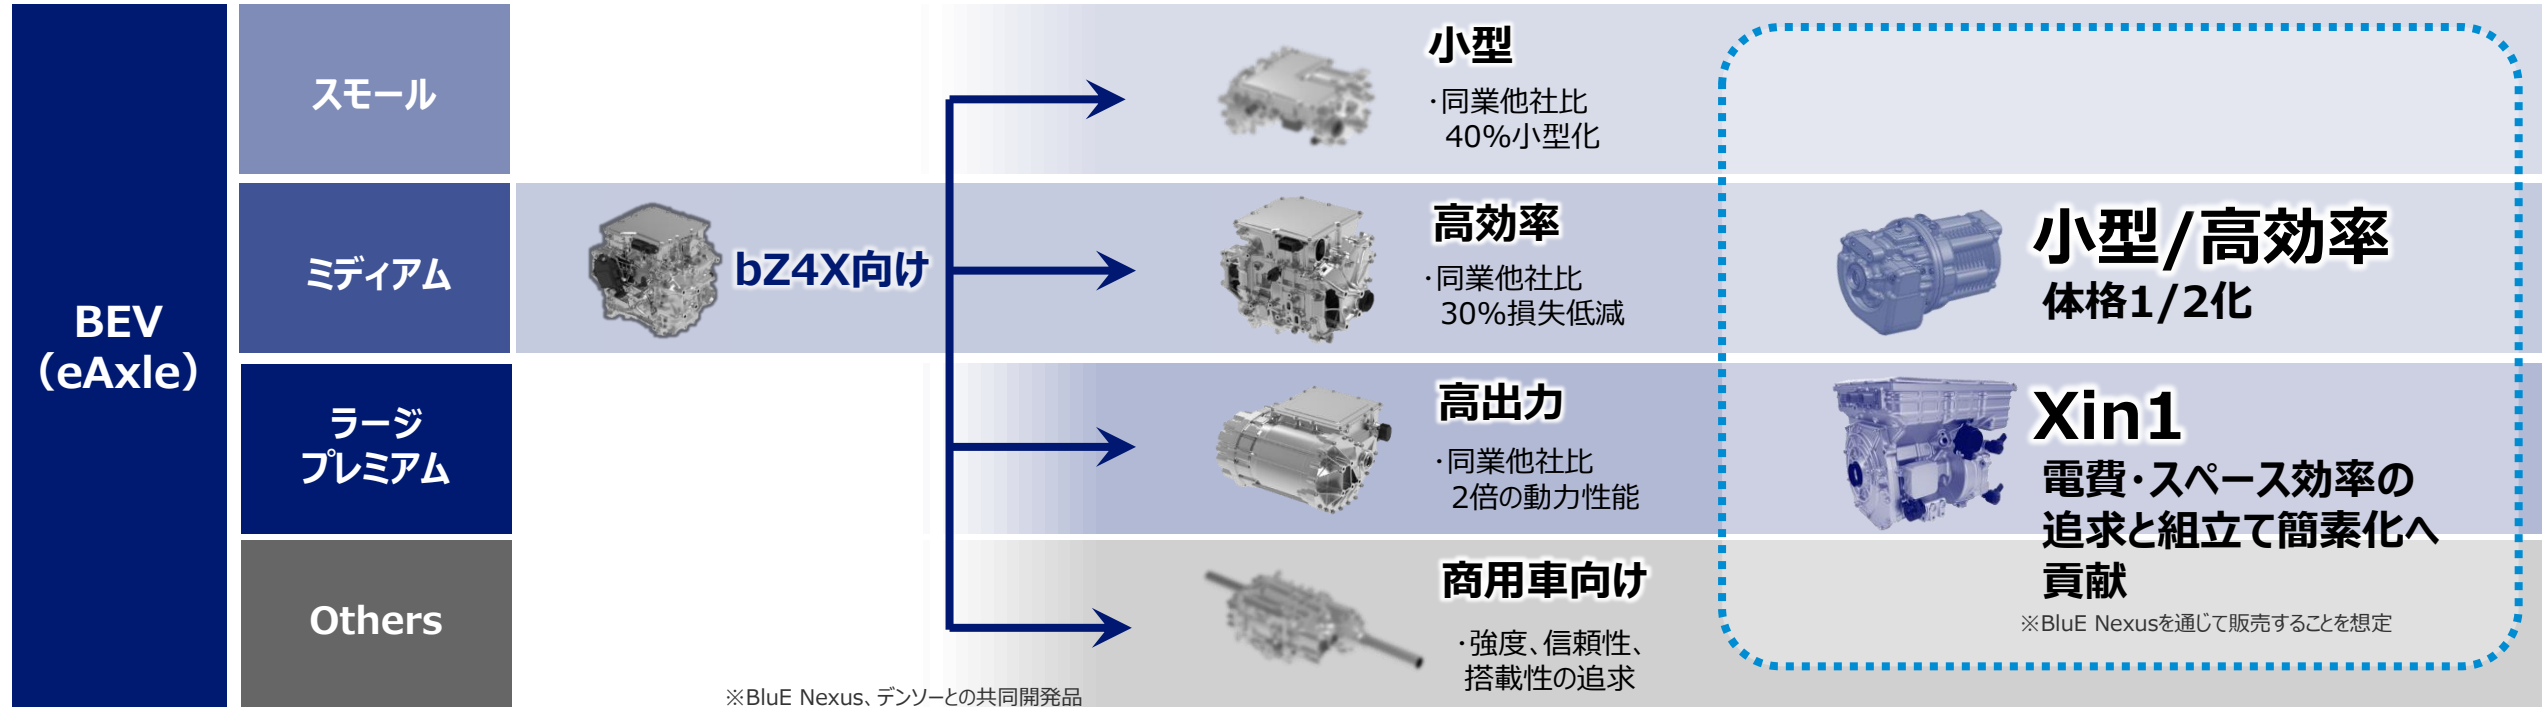 BEV
（eAxle）
スモール
小型
・同業他社比
40%小型化
ミディアム
bZ4X向け
高効率
・同業他社比
30%損失低減
小型/高効率
体格1/2化
ラージ
プレミアム
高出力
・同業他社比
2倍の動力性能
Xin1
電費・スペース効率の
追求と組立て簡素化へ
貢献
※BluE Nexusを通じて販売することを想定
Others
商用車向け
・強度、信頼性、
搭載性の追求
※BluE Nexus、デンソーとの共同開発品